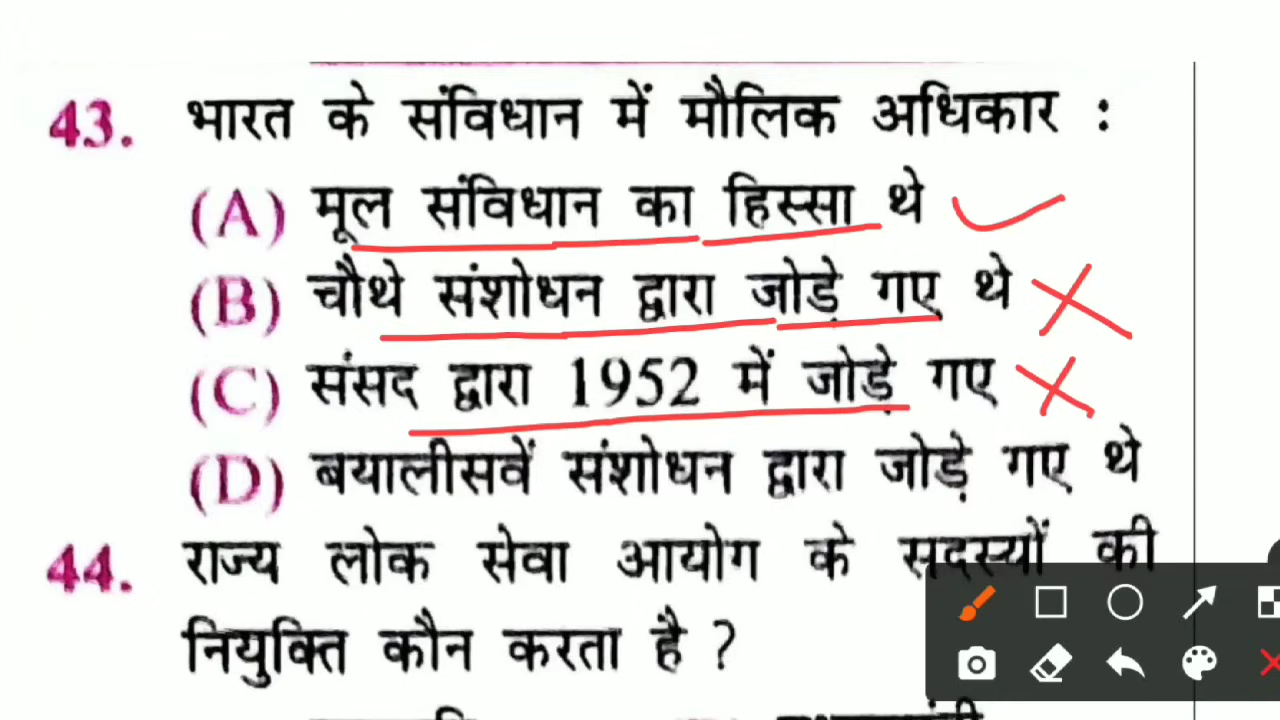 43. भारत के संविधान में मौलिक अधिकार :
(A) मूल संविधान का हिस्सा थे
(B) चौथे संशोधन द्वारा जोड़े गए थे
(C) संसद द्वारा 1952 में जोड़े गए
(D) बयालीसवें संशोधन द्वारा जोड़े गए थे
44. राज्य लोक सेवा आयोग के सदस्यों की
नियुक्ति कौन करता है ?